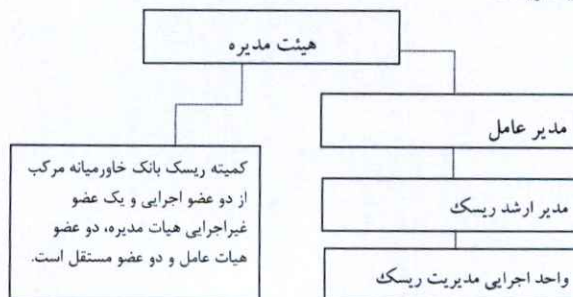 هیئت مدیره
مدیر عامل
مدیر ارشد ریسک
واحد اجرایی مدیریت ریسک
کمیته ریسک بانک خاورمیانه مرکب
از دو عضو اجرایی و یک عضو
غیراجرایی هیات مدیره، دو عضو
هیات عامل و دو عضو مستقل است.